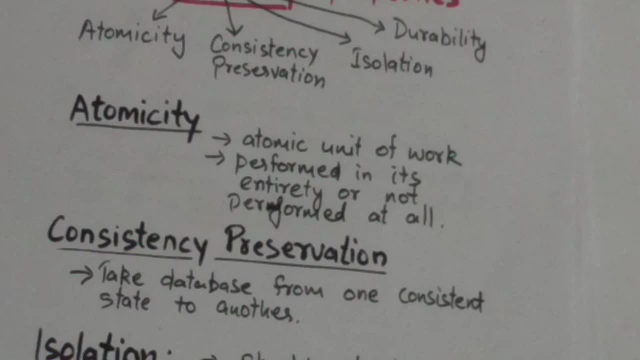 Atomicity
Consistency
Preservation
Isolation
Durability
Atomicity
→ atomic unit of work
→ performed in its
entirety or not
performed at all.
Consistency Preservation
→ Take database from one consistent
state to another.
Isolation: